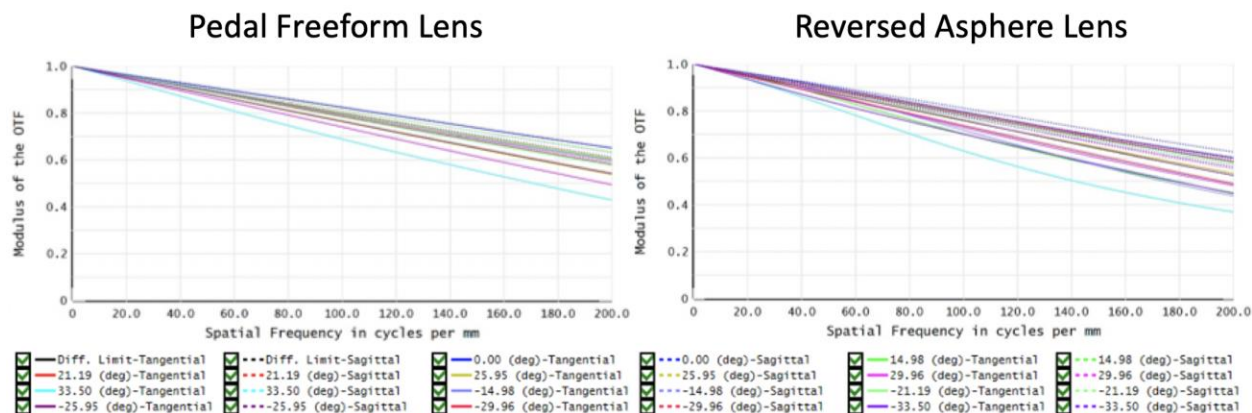 Pedal Freeform Lens
Reversed Asphere Lens
Modulus of the OTF
1.0
0.8
0.6
0.4
0.2
0
0 20.0 40.0 60.0 80.0 100.0 120.0 140.0 160.0 180.0 200.0
Spatial Frequency in cycles per mm
Modulus of the OTF
1.0
0.8
0.6
0.4
0.2
0
0 20.0 40.0 60.0 80.0 100.0 120.0 140.0 160.0 180.0 200.0
Spatial Frequency in cycles per mm
Diff. Limit-Tangential Diff. Limit-Sagittal 0.00 (deg)-Tangential 0.00 (deg)-Sagittal 14.98 (deg)-Tangential 14.98 (deg)-Sagittal
21.19 (deg)-Tangential 21.19 (deg)-Sagittal 25.95 (deg)-Tangential 25.95 (deg)-Sagittal 29.96 (deg)-Tangential 29.96 (deg)-Sagittal
33.50 (deg)-Tangential 33.50 (deg)-Sagittal -14.98 (deg)-Tangential -14.98 (deg)-Sagittal -21.19 (deg)-Tangential -21.19 (deg)-Sagittal
-25.95 (deg)-Tangential -25.95 (deg)-Sagittal -29.96 (deg)-Tangential -29.96 (deg)-Sagittal -33.50 (deg)-Tangential -33.50 (deg)-Sagittal